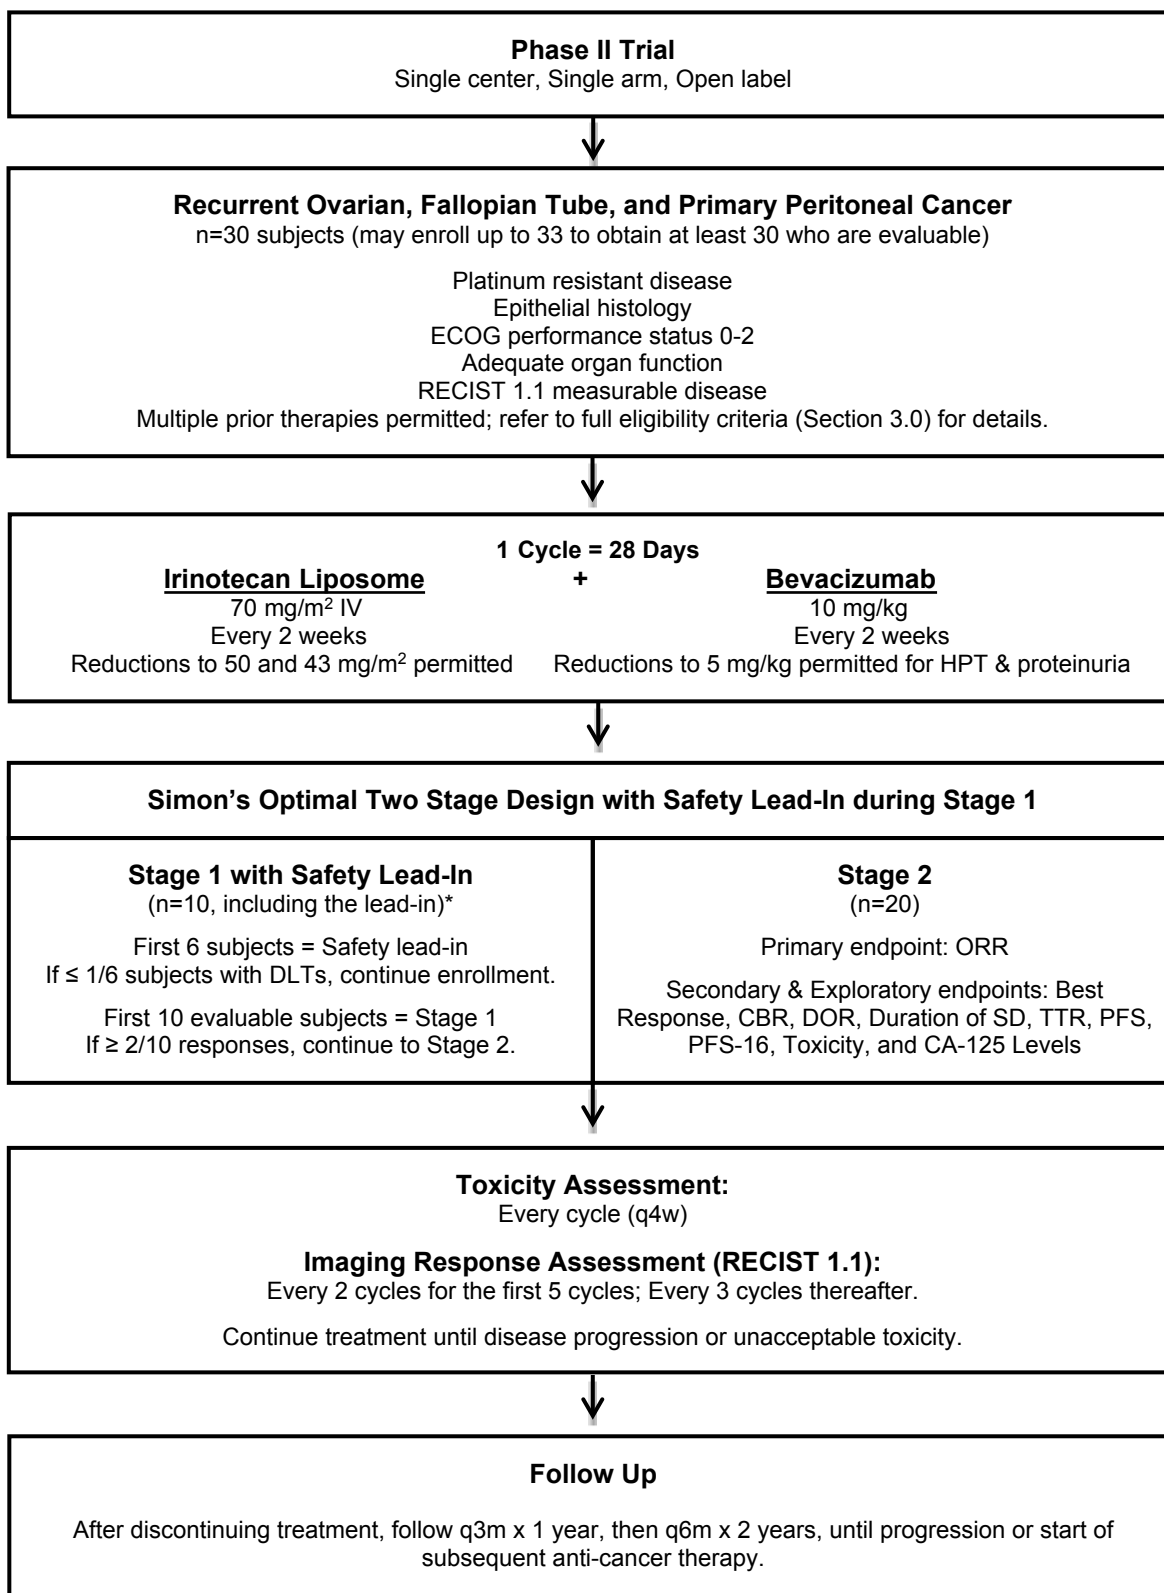 Phase II Trial
Single center, Single arm, Open label
Recurrent Ovarian, Fallopian Tube, and Primary Peritoneal Cancer
n=30 subjects (may enroll up to 33 to obtain at least 30 who are evaluable)
Platinum resistant disease
Epithelial histology
ECOG performance status 0-2
Adequate organ function
RECIST 1.1 measurable disease
Multiple prior therapies permitted; refer to full eligibility criteria (Section 3.0) for details.
1 Cycle = 28 Days
Irinotecan Liposome + Bevacizumab
70 mg/m² IV 10 mg/kg
Every 2 weeks Every 2 weeks
Reductions to 50 and 43 mg/m² permitted Reductions to 5 mg/kg permitted for HPT & proteinuria
Simon's Optimal Two Stage Design with Safety Lead-In during Stage 1
Stage 1 with Safety Lead-In
(n=10, including the lead-in)*
First 6 subjects = Safety lead-in
If ≤ 1/6 subjects with DLTs, continue enrollment.
First 10 evaluable subjects = Stage 1
If ≥ 2/10 responses, continue to Stage 2.
Stage 2
(n=20)
Primary endpoint: ORR
Secondary & Exploratory endpoints: Best
Response, CBR, DOR, Duration of SD, TTR, PFS,
PFS-16, Toxicity, and CA-125 Levels
Toxicity Assessment:
Every cycle (q4w)
Imaging Response Assessment (RECIST 1.1):
Every 2 cycles for the first 5 cycles; Every 3 cycles thereafter.
Continue treatment until disease progression or unacceptable toxicity.
Follow Up
After discontinuing treatment, follow q3m x 1 year, then q6m x 2 years, until progression or start of
subsequent anti-cancer therapy.